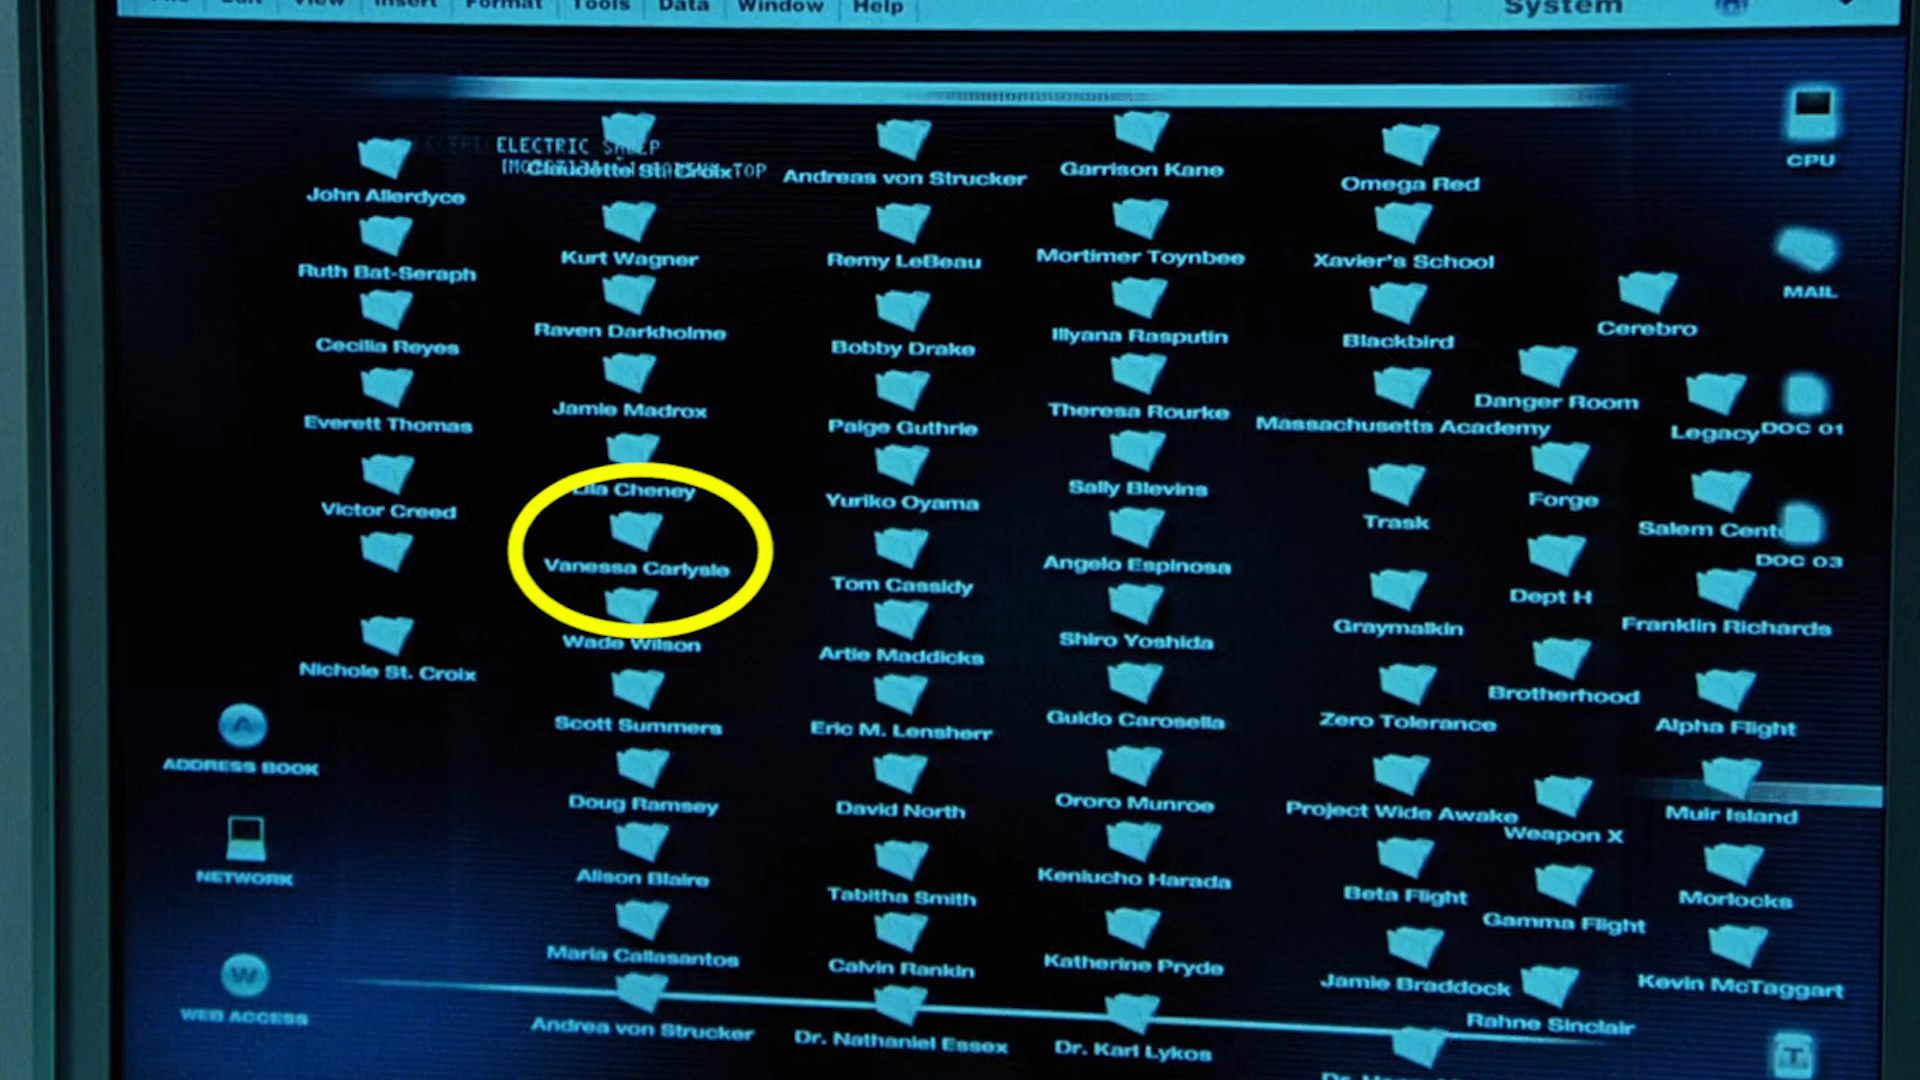 Edit View Insert Format Tools Data Window Help
System
ELECTRIC
TOP
John Allerdyce
Ruth Bat-Seraph
Cecilia Reyes
Everett Thomas
Victor Creed
Nichole St. Croix
ADDRESS BOOK
NETWORK
WEB ACCESS
Claudette St. Croix
Kurt Wagner
Raven Darkholme
Jamie Madrox
Lila Cheney
Vanessa Carlysle
Wade Wilson
Scott Summers
Doug Ramsey
Alison Blaire
Maria Callasantos
Andrea von Strucker
Andreas von Strucker
Remy LeBeau
Bobby Drake
Paige Guthrie
Yuriko Oyama
Tom Cassidy
Artie Maddicks
Eric M. Lensherr
David North
Tabitha Smith
Calvin Rankin
Dr. Nathaniel Essex
Garrison Kane
Mortimer Toynbee
Illyana Rasputin
Theresa Rourke
Sally Blevins
Angelo Espinosa
Shiro Yoshida
Guido Carosella
Ororo Munroe
Keniucho Harada
Katherine Pryde
Dr. Karl Lykos
Omega Red
Xavier's School
Blackbird
Massachusetts Academy
Trask
Graymalkin
Zero Tolerance
Project Wide Awake
Beta Flight
Jamie Braddock
Cerebro
Danger Room
Forge
Dept H
Brotherhood
Weapon X
Gamma Flight
Rahne Sinclair
Legacy
Salem
Franklin Richards
Alpha Flight
Muir Island
Morlocks
Kevin McTaggart
CPU
MAIL
DOC 01
DOC 03